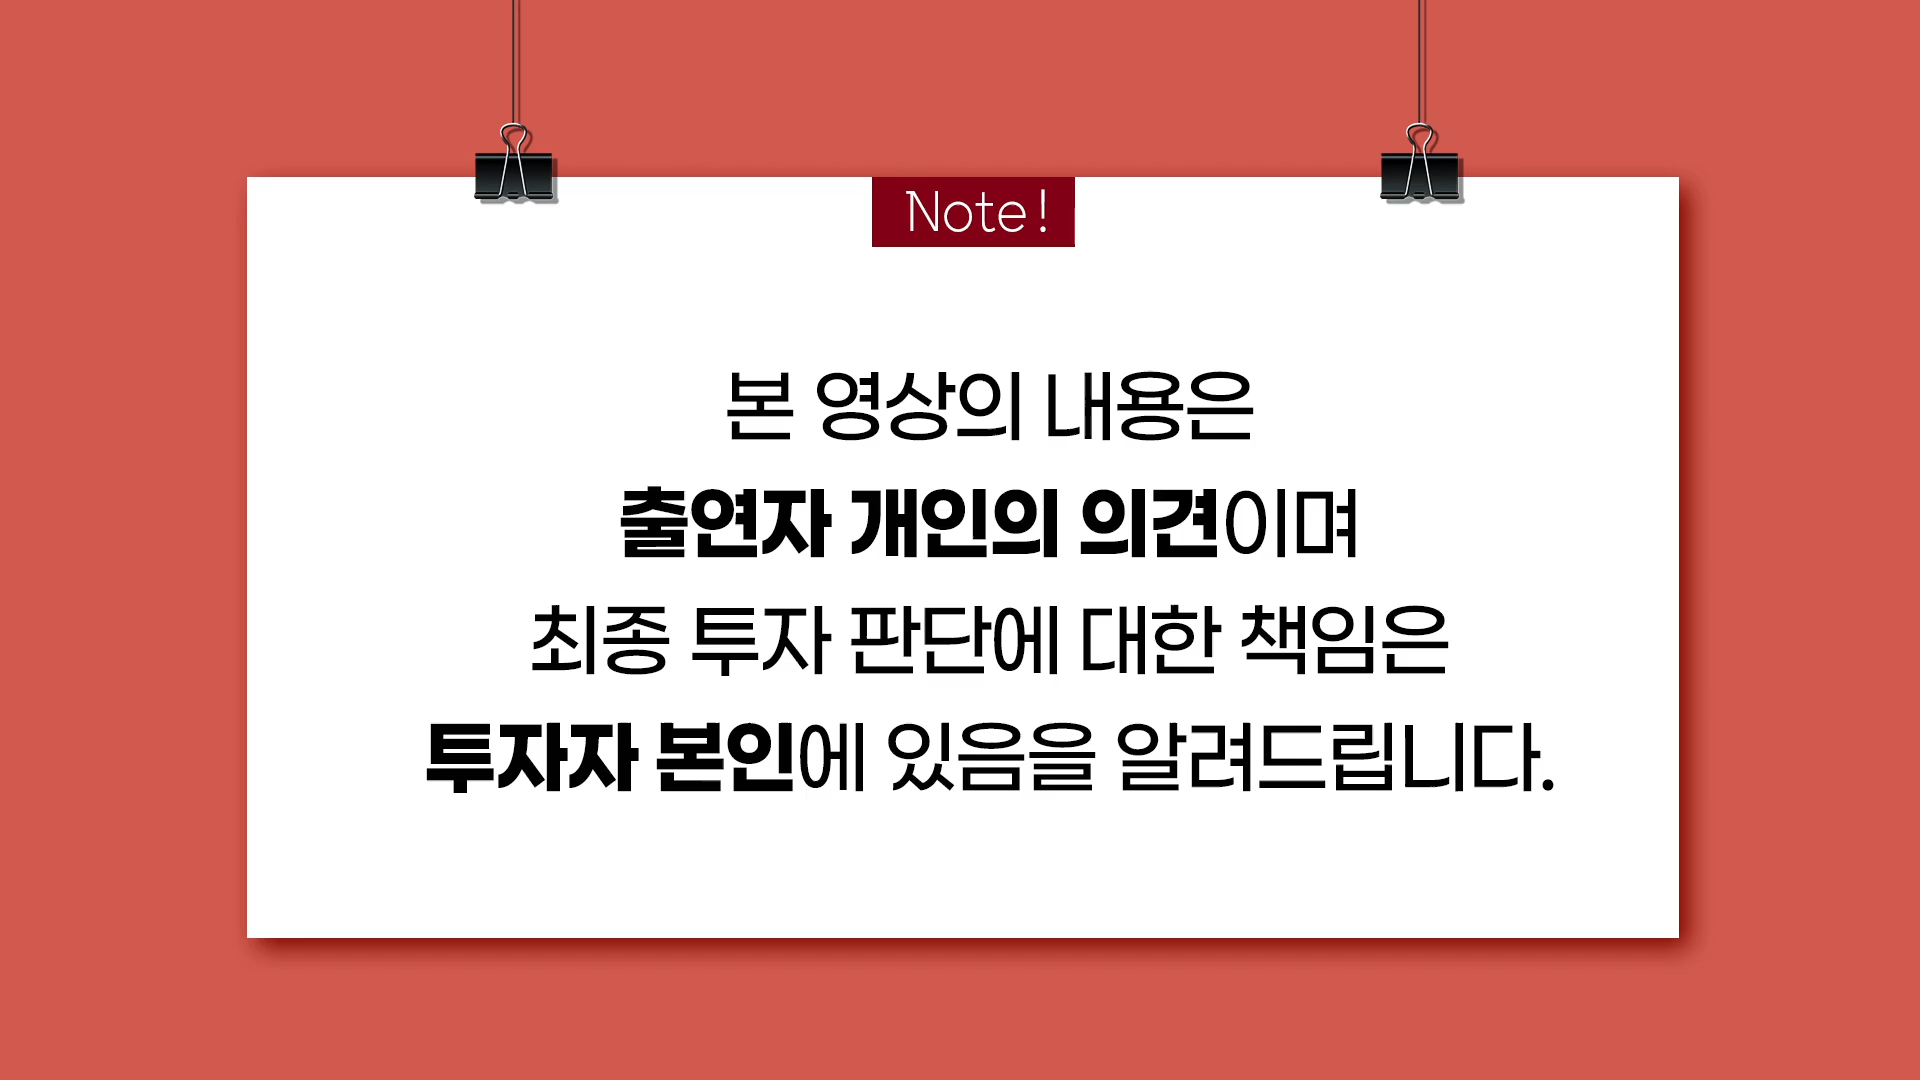 Note!
본 영상의 내용은
출연자 개인의 의견이며
최종 투자 판단에 대한 책임은
투자자 본인에 있음을 알려드립니다.